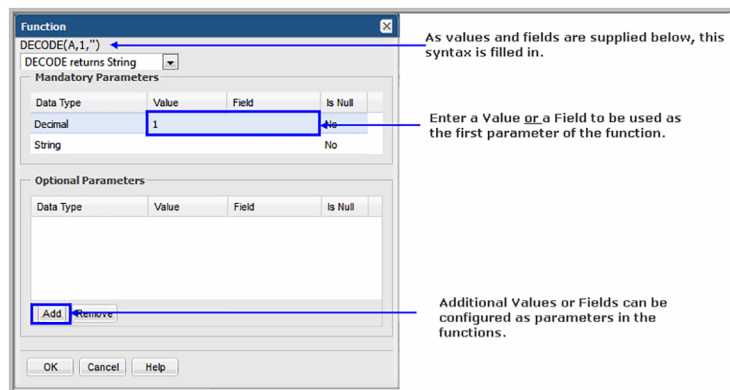 Function
DECODE(A,1,'')
As values and fields are supplied below, this
syntax is filled in.
DECODE returns String
Mandatory Parameters
Data Type Value Field Is Null
Decimal 1 No
String No
Enter a Value or a Field to be used as
the first parameter of the function.
Optional Parameters
Data Type Value Field Is Null
Add Remove
Additional Values or Fields can be
configured as parameters in the
functions.
OK Cancel Help